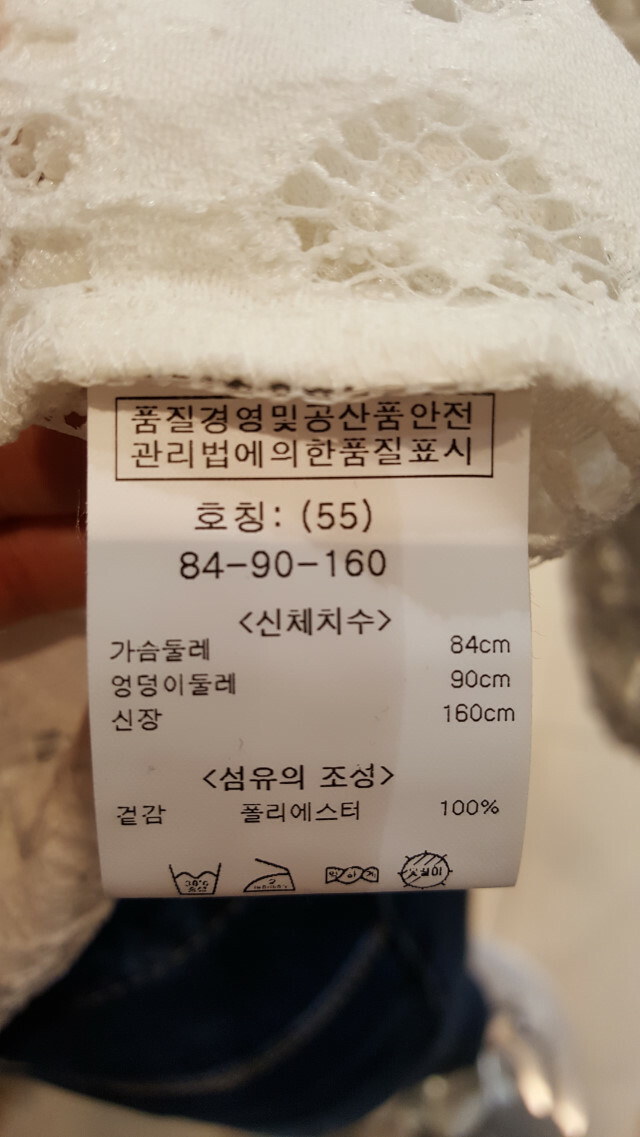 품질경영및공산품안전
관리법에의한품질표시
호칭: (55)
84-90-160
<신체치수>
가슴둘레 84cm
엉덩이둘레 90cm
신장 160cm
<섬유의 조성>
겉감 폴리에스터 100%
약하게